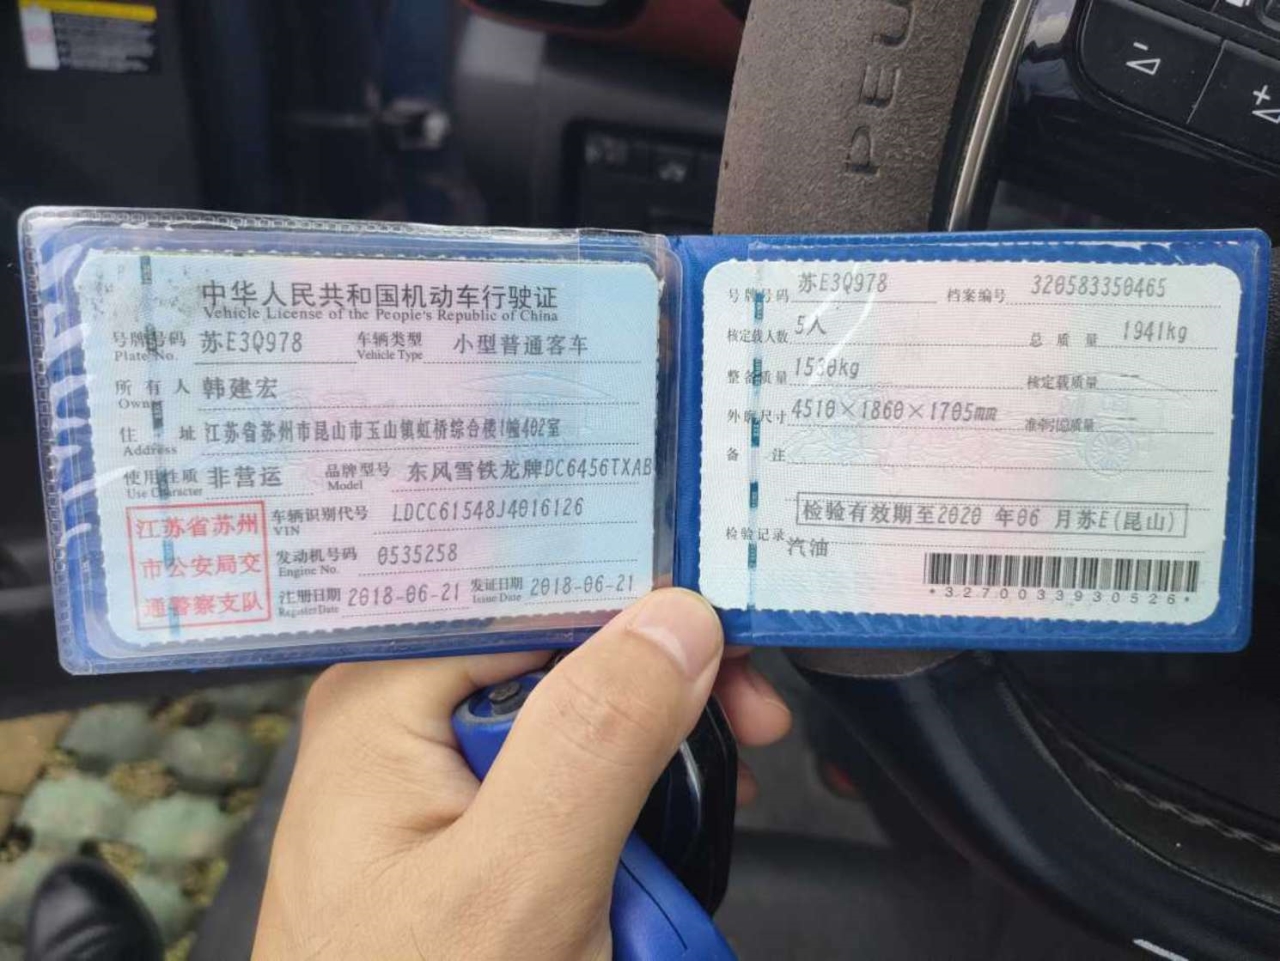 中华人民共和国机动车行驶证
Vehicle License of the People's Republic of China
号牌号码 苏E3Q978 车辆类型 小型普通客车
Plate No. Vehicle Type
所有人 韩建宏
Owner
住址 江苏省苏州市昆山市玉山镇虹桥综合楼1幢402室
Address
使用性质 非营运 品牌型号 东风雪铁龙牌DC6456TXAB
Use Character Model
江苏省苏州
市公安局交
通警察支队
车辆识别代号 LDCC61548J4016126
VIN
发动机号码 0535258
Engine No.
注册日期 2018-06-21 发证日期 2018-06-21
Register Date Issue Date
号牌号码 苏E3Q978 档案编号 320583350465
核定载人数 5人 总质量 1941kg
整备质量 1530kg 核定载质量 --
外廓尺寸 4510×1860×1705mm 准牵引总质量 --
备注
检验有效期至2020 年06 月苏E(昆山)
检验记录
汽油
*3270033930526*
PEU